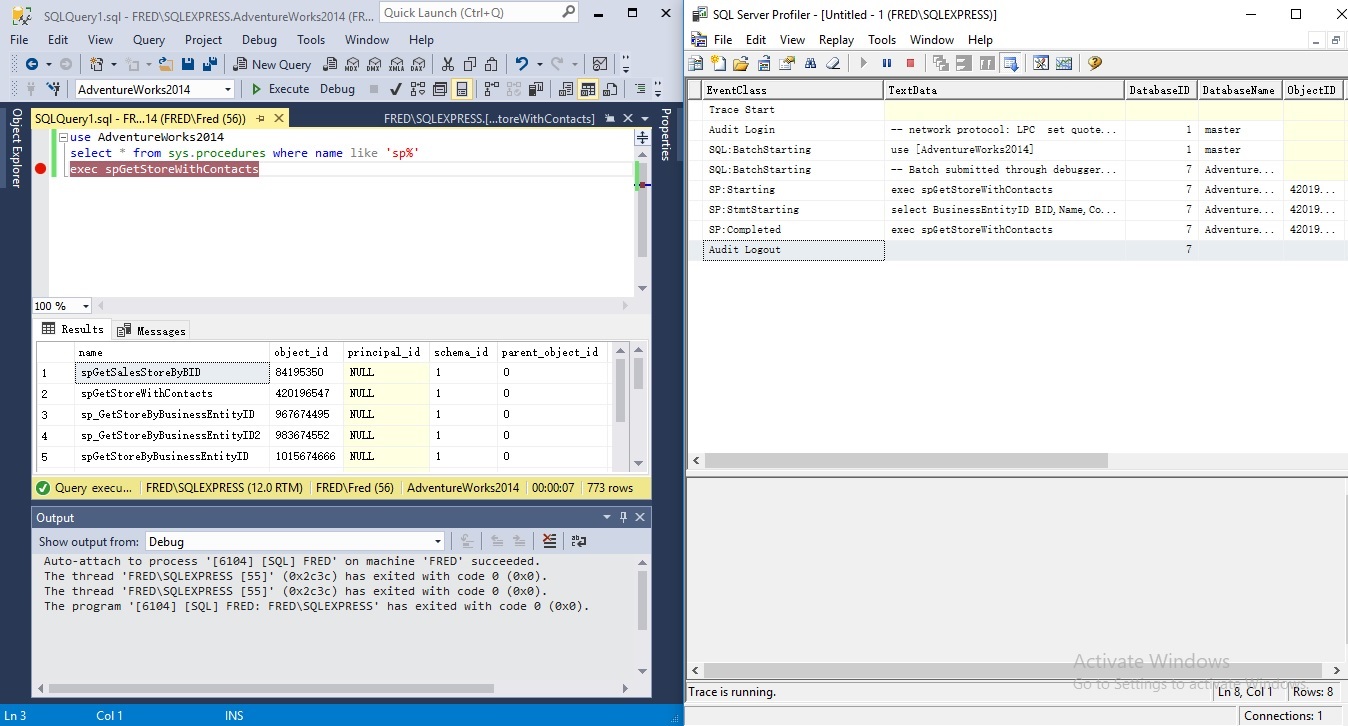 SQLQuery1.sql - FRED\SQLEXPRESS.AdventureWorks2014 (FR...
Quick Launch (Ctrl+Q)
File Edit View Query Project Debug Tools Window Help
New Query
MDX DMX XMLA DAX
AdventureWorks2014
Execute Debug
Object Explorer
SQLQuery1.sql - FR...14 (FRED\Fred (56))
FRED\SQLEXPRESS.[...toreWithContacts]
Properties
use AdventureWorks2014
select * from sys.procedures where name like 'sp%'
exec spGetStoreWithContacts
100 %
Results Messages
name object_id principal_id schema_id parent_object_id
1 spGetSalesStoreByBID 84195350 NULL 1 0
2 spGetStoreWithContacts 420196547 NULL 1 0
3 sp_GetStoreByBusinessEntityID 967674495 NULL 1 0
4 sp_GetStoreByBusinessEntityID2 983674552 NULL 1 0
5 spGetStoreByBusinessEntityID 1015674666 NULL 1 0
Query execu... FRED\SQLEXPRESS (12.0 RTM) FRED\Fred (56) AdventureWorks2014 00:00:07 773 rows
Output
Show output from: Debug
Auto-attach to process '[6104] [SQL] FRED' on machine 'FRED' succeeded.
The thread 'FRED\SQLEXPRESS [55]' (0x2c3c) has exited with code 0 (0x0).
The thread 'FRED\SQLEXPRESS [55]' (0x2c3c) has exited with code 0 (0x0).
The program '[6104] [SQL] FRED: FRED\SQLEXPRESS' has exited with code 0 (0x0).
Ln 3 Col 1 INS
SQL Server Profiler - [Untitled - 1 (FRED\SQLEXPRESS)]
File Edit View Replay Tools Window Help
EventClass TextData DatabaseID DatabaseName ObjectID
Trace Start
Audit Login -- network protocol: LPC set quote... 1 master
SQL:BatchStarting use [AdventureWorks2014] 1 master
SQL:BatchStarting -- Batch submitted through debugger... 7 Adventure...
SP:Starting exec spGetStoreWithContacts 7 Adventure... 42019...
SP:StmtStarting select BusinessEntityID BID,Name,Co... 7 Adventure... 42019...
SP:Completed exec spGetStoreWithContacts 7 Adventure... 42019...
Audit Logout 7
Activate Windows
Go to Settings to activate Windows.
Trace is running.
Ln 8, Col 1 Rows: 8
Connections: 1